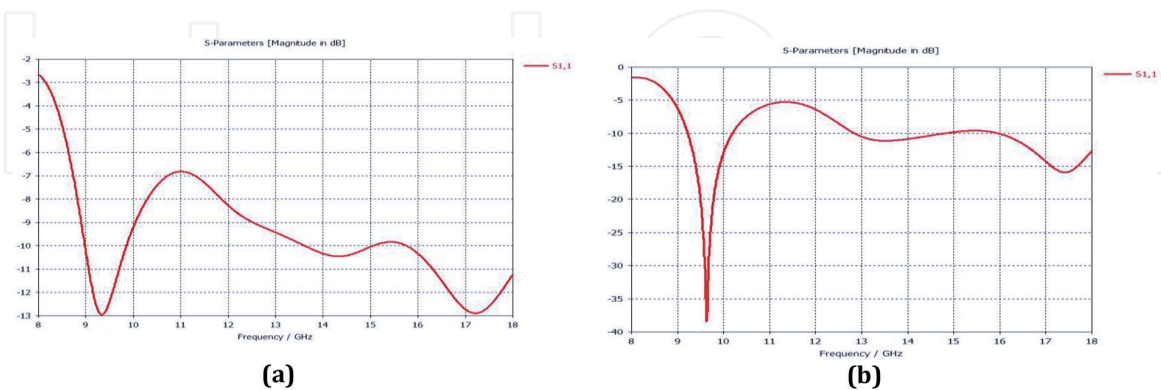 S-Parameters [Magnitude in dB]
S1,1
-2
-3
-4
-5
-6
-7
-8
-9
-10
-11
-12
-13
8 9 10 11 12 13 14 15 16 17 18
Frequency / GHz
(a)
S-Parameters [Magnitude in dB]
S1,1
0
-5
-10
-15
-20
-25
-30
-35
-40
8 9 10 11 12 13 14 15 16 17 18
Frequency / GHz
(b)